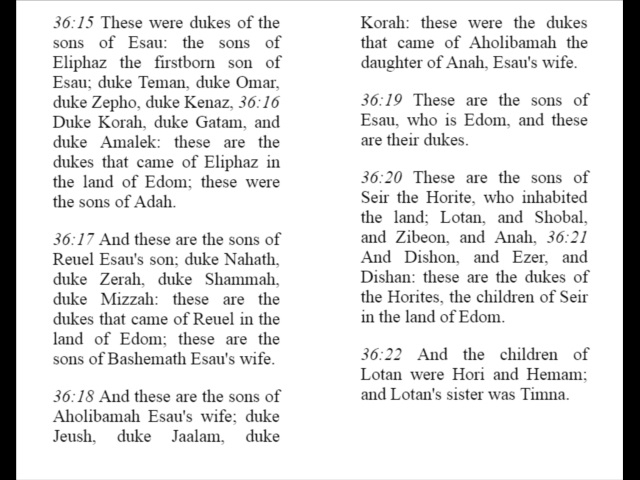 36:15 These were dukes of the
sons of Esau: the sons of
Eliphaz the firstborn son of
Esau; duke Teman, duke Omar,
duke Zepho, duke Kenaz, 36:16
Duke Korah, duke Gatam, and
duke Amalek: these are the
dukes that came of Eliphaz in
the land of Edom; these were
the sons of Adah.
36:17 And these are the sons of
Reuel Esau's son; duke Nahath,
duke Zerah, duke Shammah,
duke Mizzah: these are the
dukes that came of Reuel in the
land of Edom; these are the
sons of Bashemath Esau's wife.
36:18 And these are the sons of
Aholibamah Esau's wife; duke
Jeush, duke Jaalam, duke
Korah: these were the dukes
that came of Aholibamah the
daughter of Anah, Esau's wife.
36:19 These are the sons of
Esau, who is Edom, and these
are their dukes.
36:20 These are the sons of
Seir the Horite, who inhabited
the land; Lotan, and Shobal,
and Zibeon, and Anah, 36:21
And Dishon, and Ezer, and
Dishan: these are the dukes of
the Horites, the children of Seir
in the land of Edom.
36:22 And the children of
Lotan were Hori and Hemam;
and Lotan's sister was Timna.